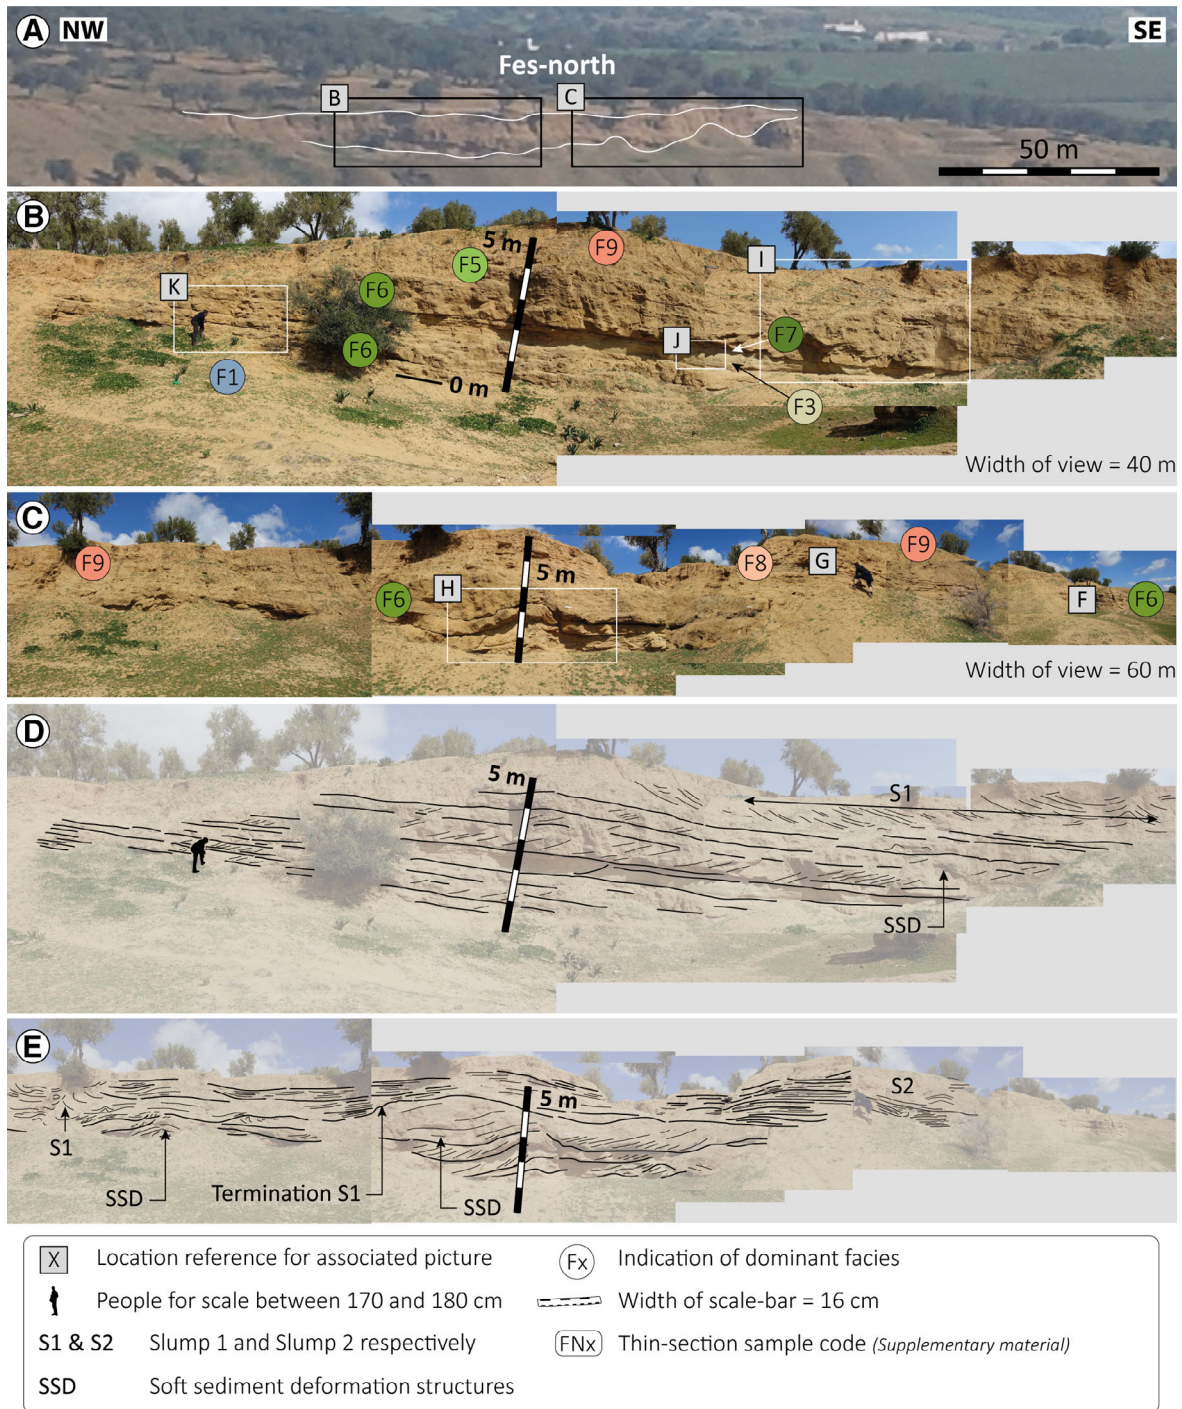 A NW SE
Fes-north
B C
50 m
B
5 m F9
F5 I
K F6
J F7
F6
F1 0 m
F3
Width of view = 40 m
C
F9 F8 G F9
5 m
H F6 F F6
Width of view = 60 m
D
5 m S1
SSD
E
5 m S2
S1
SSD Termination S1 SSD
X Location reference for associated picture
Fx Indication of dominant facies
People for scale between 170 and 180 cm
Width of scale-bar = 16 cm
S1 & S2 Slump 1 and Slump 2 respectively
FNx Thin-section sample code (Supplementary material)
SSD Soft sediment deformation structures